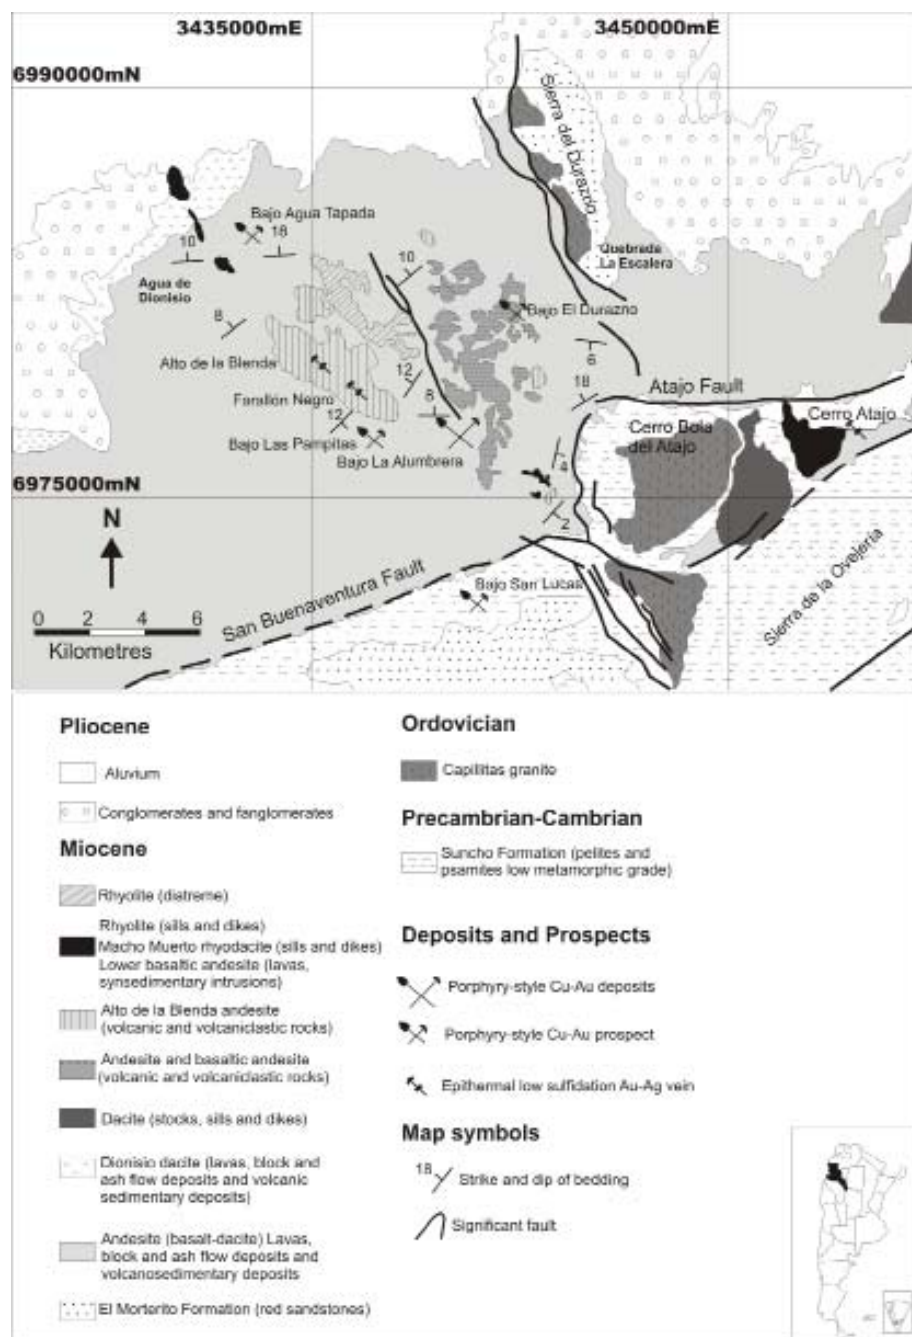 3435000mE
3450000mE
6990000mN
Sierra del Durazno
Bajo Agua Tapada
18
10
Quebrada
La Escalera
10
Agua de
Dionisio
Bajo El Durazno
8
6
Alto de la Blenda
12
18
Atajo Fault
Farallón Negro
8
Cerro Atajo
12
Cerro Bola
del Atajo
Bajo Las Pampitas
Bajo La Alumbrera
4
6975000mN
N
2
Sierra de la Ovejería
Bajo San Lucas
San Buenaventura Fault
0 2 4 6
Kilometres
Pliocene
Aluvium
Conglomerates and fanglomerates
Miocene
Rhyolite (distreme)
Rhyolite (sills and dikes)
Macho Muerto rhyodacite (sills and dikes)
Lower basaltic andesite (lavas,
synsedimentary intrusions)
Alto de la Blenda andesite
(volcanic and volcaniclastic rocks)
Andesite and basaltic andesite
(volcanic and volcaniclastic rocks)
Dacite (stocks, sills and dikes)
Dionisio dacite (lavas, block and
ash flow deposits and volcanic
sedimentary deposits)
Andesite (basalt-dacite) Lavas,
block and ash flow deposits and
volcanosedimentary deposits
El Morterito Formation (red sandstones)
Ordovician
Capillitas granito
Precambrian-Cambrian
Suncho Formation (pelites and
psamites low metamorphic grade)
Deposits and Prospects
Porphyry-style Cu-Au deposits
Porphyry-style Cu-Au prospect
Epithermal low sulfidation Au-Ag vein
Map symbols
18
Strike and dip of bedding
Significant fault